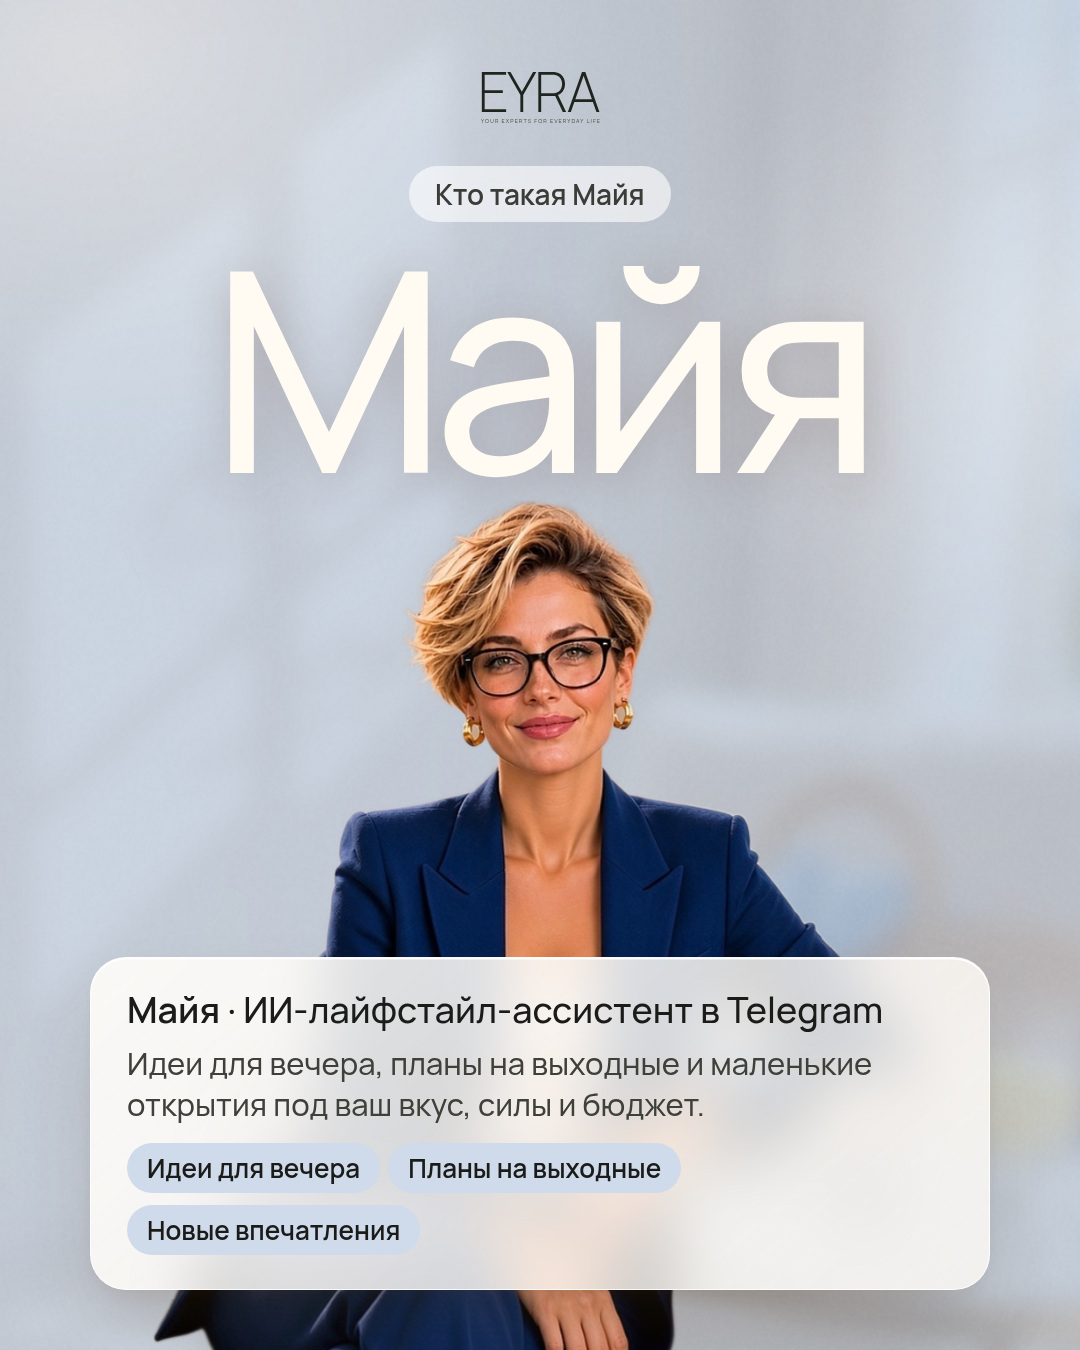 EYRA
YOUR EXPERTS FOR EVERYDAY LIFE
Кто такая Майя
Майя
Майя · ИИ-лайфстайл-ассистент в Telegram
Идеи для вечера, планы на выходные и маленькие
открытия под ваш вкус, силы и бюджет.
Идеи для вечера
Планы на выходные
Новые впечатления